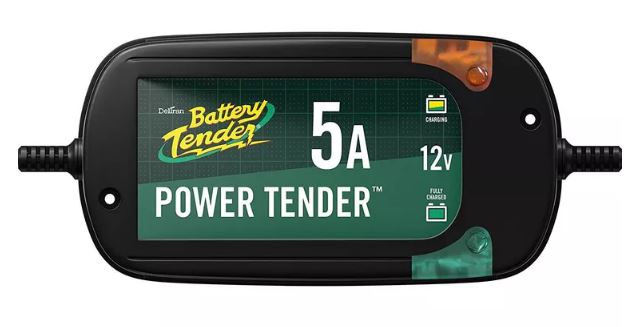 Deltran
Battery
Tender
5A
POWER TENDER™
CHARGING
12V
FULLY
CHARGED